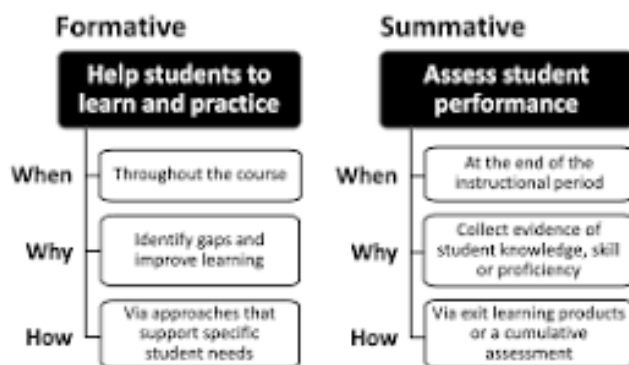 Formative
Help students to
learn and practice
When
Throughout the course
Why
Identify gaps and
improve learning
How
Via approaches that
support specific
student needs
Summative
Assess student
performance
When
At the end of the
instructional period
Why
Collect evidence of
student knowledge, skill
or proficiency
How
Via exit learning products
or a cumulative
assessment